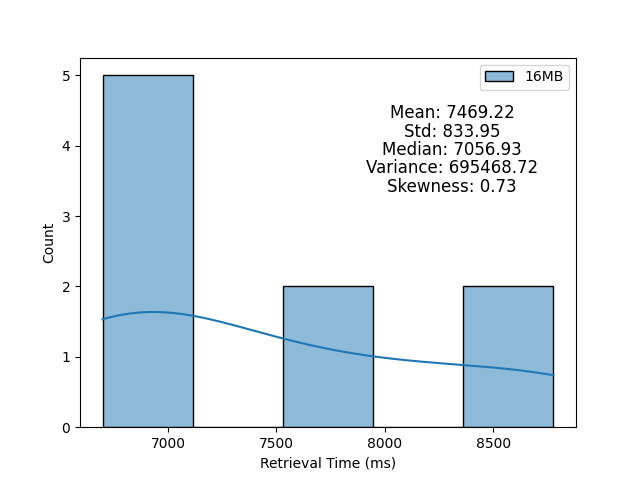 16MB
Mean: 7469.22
Std: 833.95
Median: 7056.93
Variance: 695468.72
Skewness: 0.73
Count
5
4
3
2
1
0
7000 7500 8000 8500
Retrieval Time (ms)